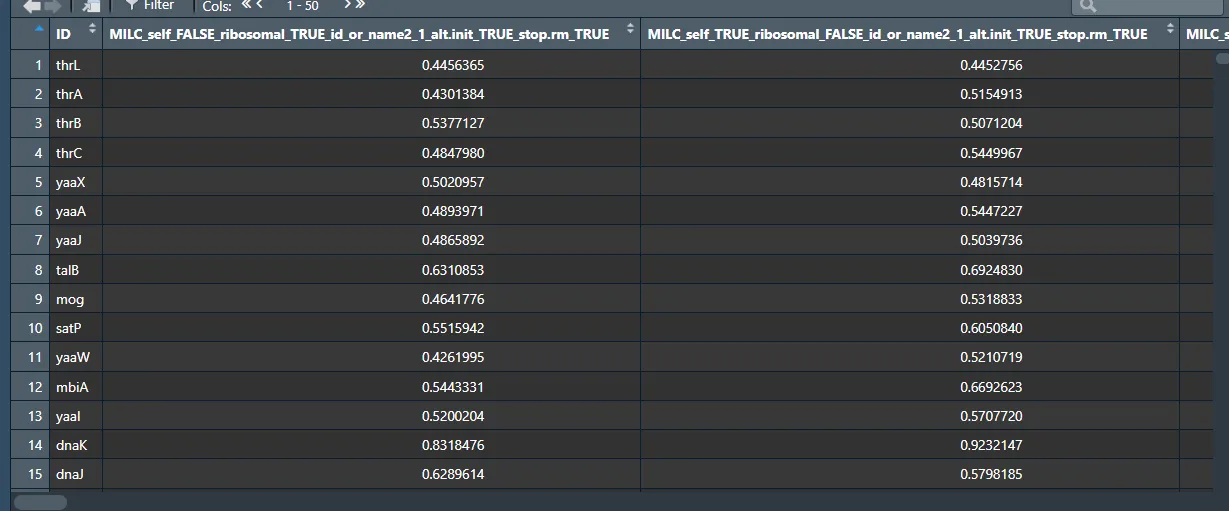 Filter Cols: 1 - 50
ID MILC_self_FALSE_ribosomal_TRUE_id_or_name2_1_alt.init_TRUE_stop.rm_TRUE MILC_self_TRUE_ribosomal_FALSE_id_or_name2_1_alt.init_TRUE_stop.rm_TRUE MILC_s
1 thrL 0.4456365 0.4452756
2 thrA 0.4301384 0.5154913
3 thrB 0.5377127 0.5071204
4 thrC 0.4847980 0.5449967
5 yaaX 0.5020957 0.4815714
6 yaaA 0.4893971 0.5447227
7 yaaJ 0.4865892 0.5039736
8 talB 0.6310853 0.6924830
9 mog 0.4641776 0.5318833
10 satP 0.5515942 0.6050840
11 yaaW 0.4261995 0.5210719
12 mbiA 0.5443331 0.6692623
13 yaaI 0.5200204 0.5707720
14 dnaK 0.8318476 0.9232147
15 dnaJ 0.6289614 0.5798185